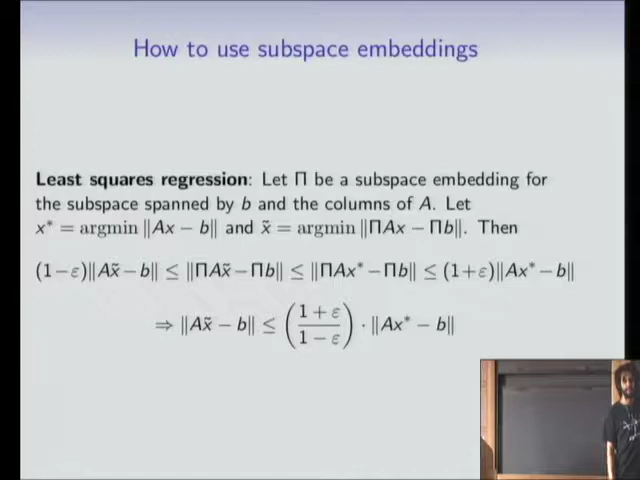 How to use subspace embeddings
Least squares regression: Let Π be a subspace embedding for
the subspace spanned by b and the columns of A. Let
x* = argmin ‖Ax − b‖ and x̃ = argmin ‖ΠAx − Πb‖. Then
(1−ε)‖Ax̃ − b‖ ≤ ‖ΠAx̃ − Πb‖ ≤ ‖ΠAx* − Πb‖ ≤ (1+ε)‖Ax* − b‖
⇒ ‖Ax̃ − b‖ ≤ ((1 + ε)/(1 − ε)) · ‖Ax* − b‖